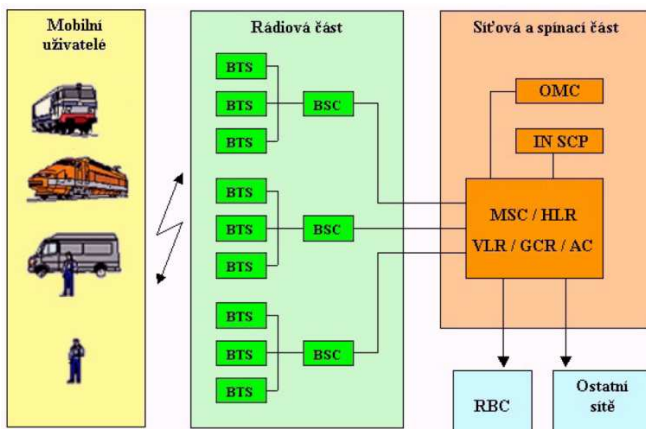 Mobilní
uživatelé
Rádiová část
BTS
BTS
BTS
BSC
BTS
BTS
BTS
BSC
BTS
BTS
BTS
BSC
Síťová a spínací část
OMC
IN SCP
MSC / HLR
VLR / GCR / AC
RBC
Ostatní
sítě